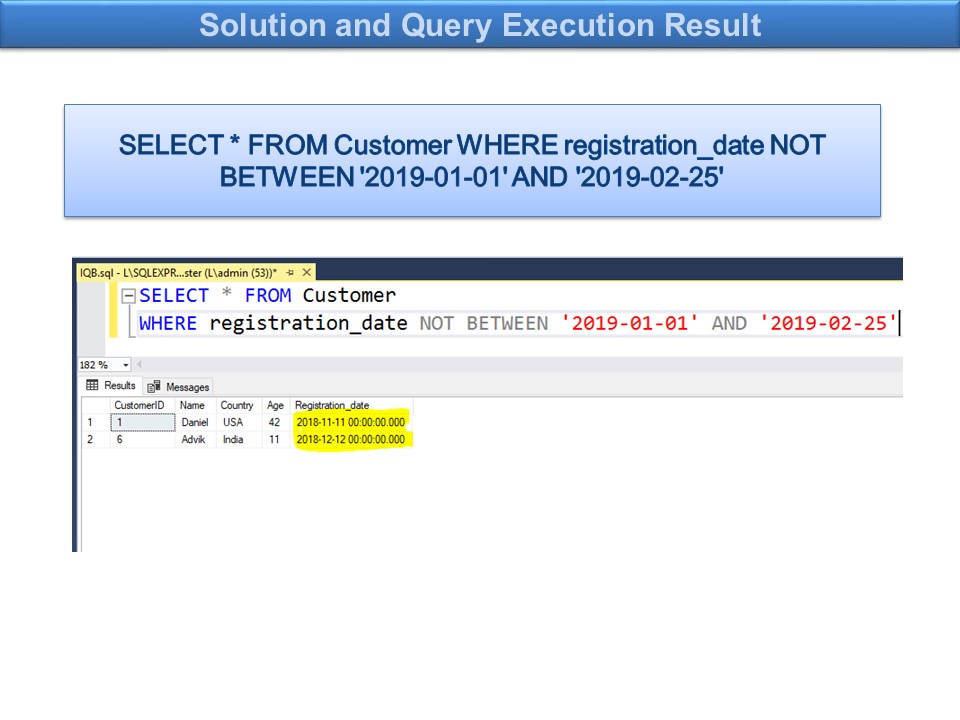 Solution and Query Execution Result
SELECT * FROM Customer WHERE registration_date NOT
BETWEEN '2019-01-01' AND '2019-02-25'
IQB.sql - L\SQLEXPR...ster (L\admin (53))*
SELECT * FROM Customer
WHERE registration_date NOT BETWEEN '2019-01-01' AND '2019-02-25'
182 %
Results Messages
CustomerID Name Country Age Registration_date
1 1 Daniel USA 42 2018-11-11 00:00:00.000
2 6 Advik India 11 2018-12-12 00:00:00.000